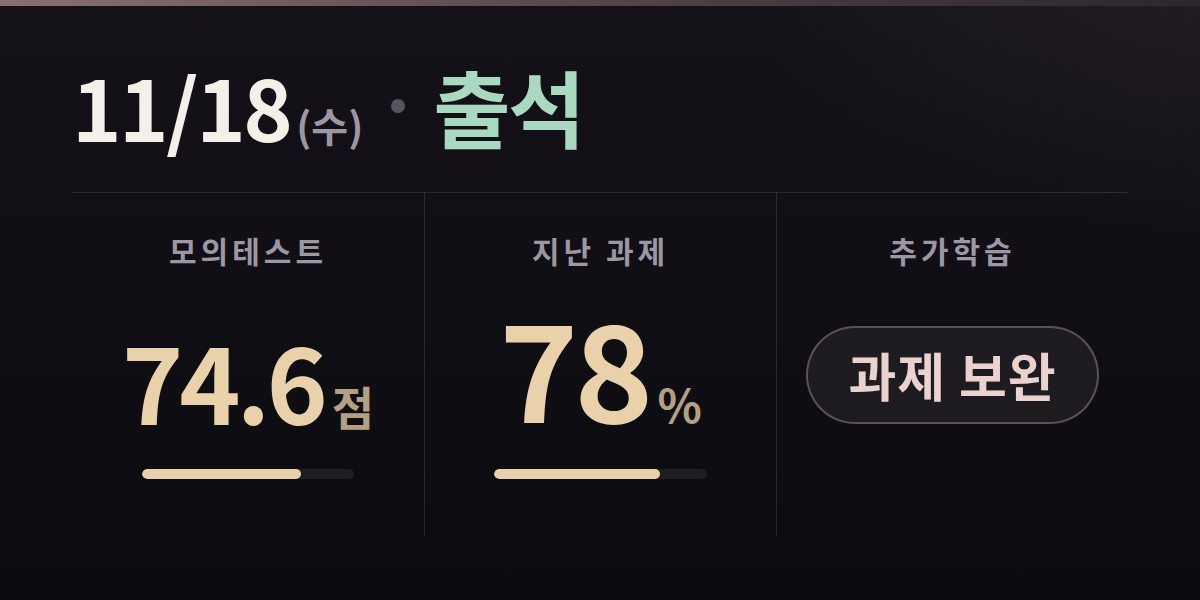 11/18(수) • 출석
모의테스트 지난 과제 추가학습
74.6점 78% 과제 보완